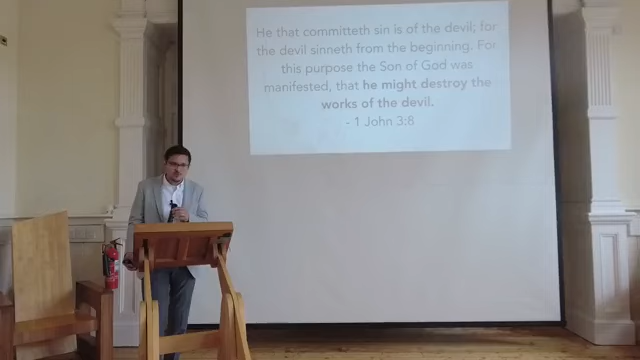 He that committeth sin is of the devil; for
the devil sinneth from the beginning. For
this purpose the Son of God was
manifested, that he might destroy the
works of the devil.
- 1 John 3:8